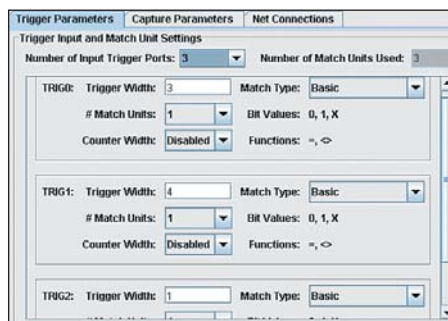 Trigger Parameters Capture Parameters Net Connections
Trigger Input and Match Unit Settings
Number of Input Trigger Ports: 3 Number of Match Units Used: 3
TRIG0: Trigger Width: 3 Match Type: Basic
# Match Units: 1 Bit Values: 0, 1, X
Counter Width: Disabled Functions: =, <>
TRIG1: Trigger Width: 4 Match Type: Basic
# Match Units: 1 Bit Values: 0, 1, X
Counter Width: Disabled Functions: =, <>
TRIG2: Trigger Width: 1 Match Type: Basic